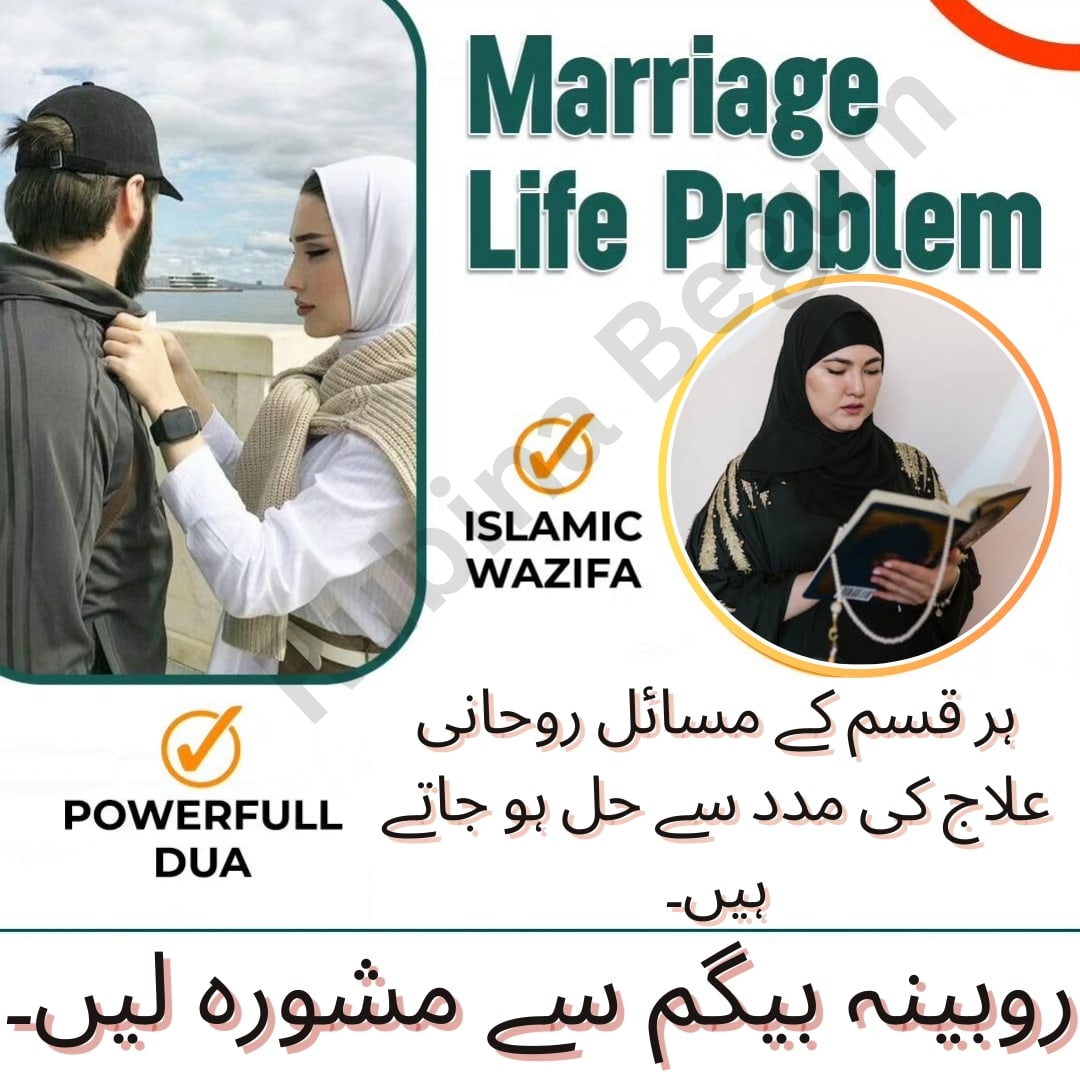 Marriage
Life Problem
ISLAMIC
WAZIFA
POWERFULL
DUA
ہر قسم کے مسائل روحانی
علاج کی مدد سے حل ہو جاتے
ہیں۔
روبینہ بیگم سے مشورہ لیں۔
Begum